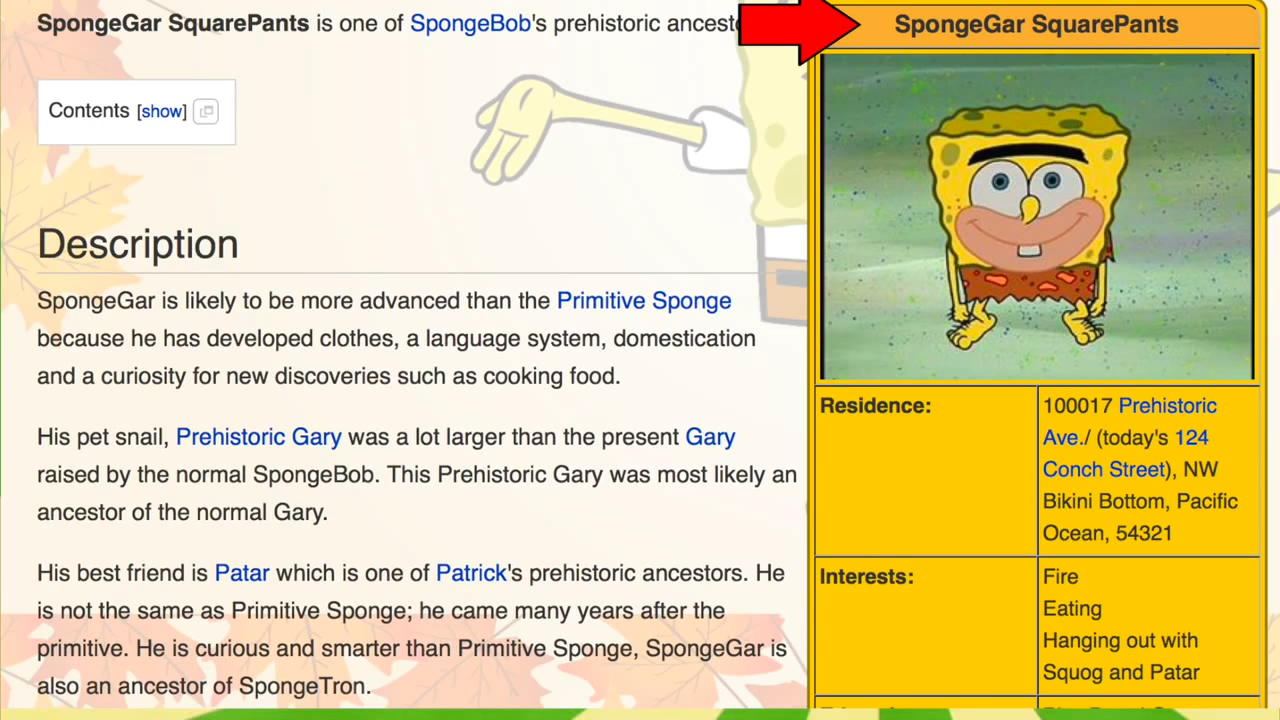 SpongeGar SquarePants is one of SpongeBob's prehistoric
Contents [show]
Description
SpongeGar is likely to be more advanced than the Primitive Sponge
because he has developed clothes, a language system, domestication
and a curiosity for new discoveries such as cooking food.
His pet snail, Prehistoric Gary was a lot larger than the present Gary
raised by the normal SpongeBob. This Prehistoric Gary was most likely an
ancestor of the normal Gary.
His best friend is Patar which is one of Patrick's prehistoric ancestors. He
is not the same as Primitive Sponge; he came many years after the
primitive. He is curious and smarter than Primitive Sponge, SpongeGar is
also an ancestor of SpongeTron.
SpongeGar SquarePants
Residence:
100017 Prehistoric
Ave./ (today's 124
Conch Street), NW
Bikini Bottom, Pacific
Ocean, 54321
Interests:
Fire
Eating
Hanging out with
Squog and Patar